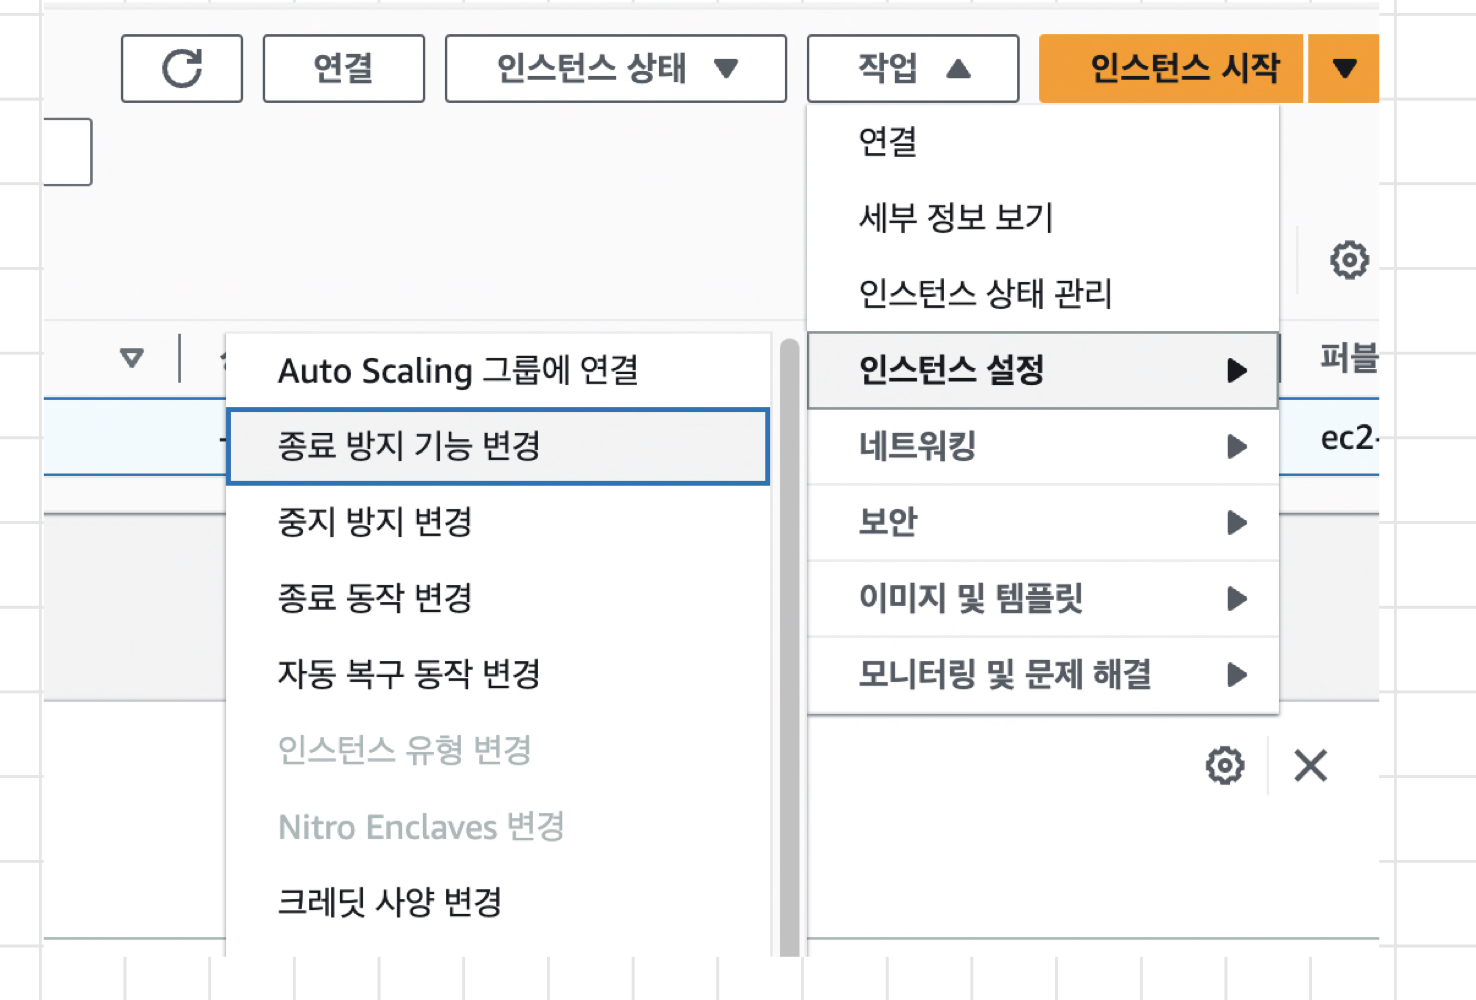 연결 인스턴스 상태 작업 인스턴스 시작
연결
세부 정보 보기
인스턴스 상태 관리
인스턴스 설정
네트워킹
보안
이미지 및 템플릿
모니터링 및 문제 해결
Auto Scaling 그룹에 연결
종료 방지 기능 변경
중지 방지 변경
종료 동작 변경
자동 복구 동작 변경
인스턴스 유형 변경
Nitro Enclaves 변경
크레딧 사양 변경
퍼블
ec2-